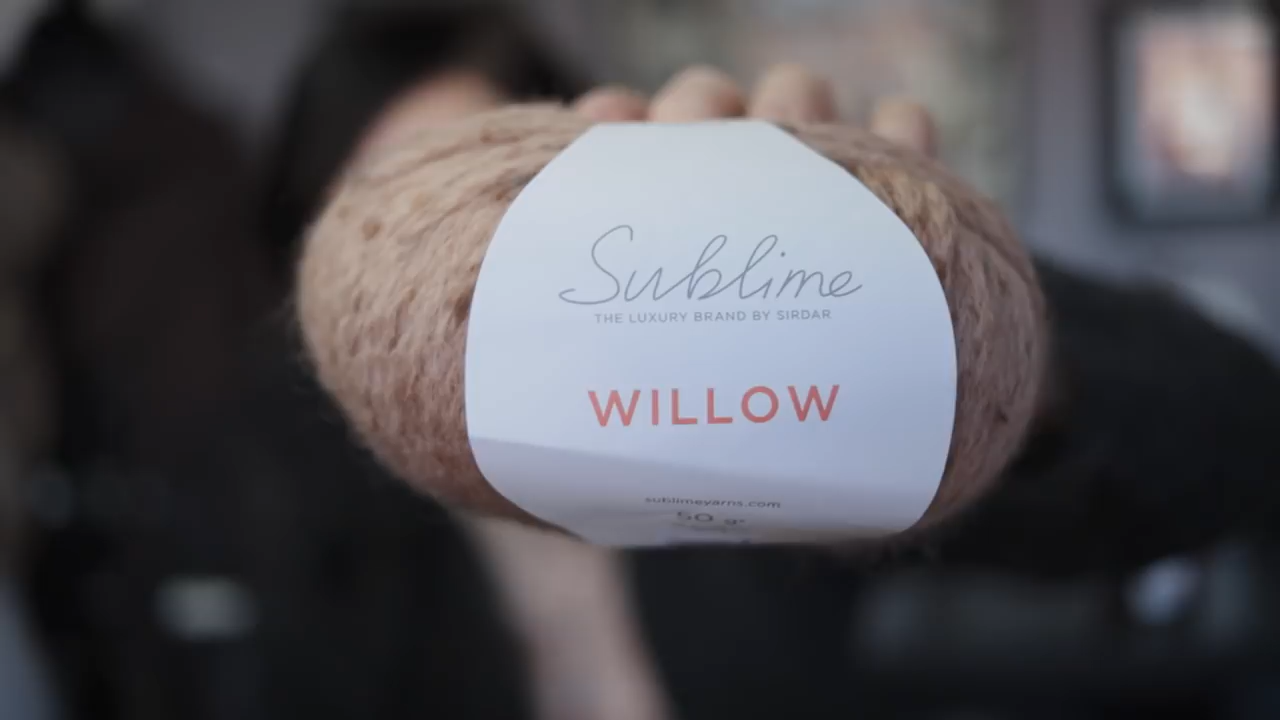 Sublime
THE LUXURY BRAND BY SIRDAR
WILLOW
sublimeyarns.com
50 g